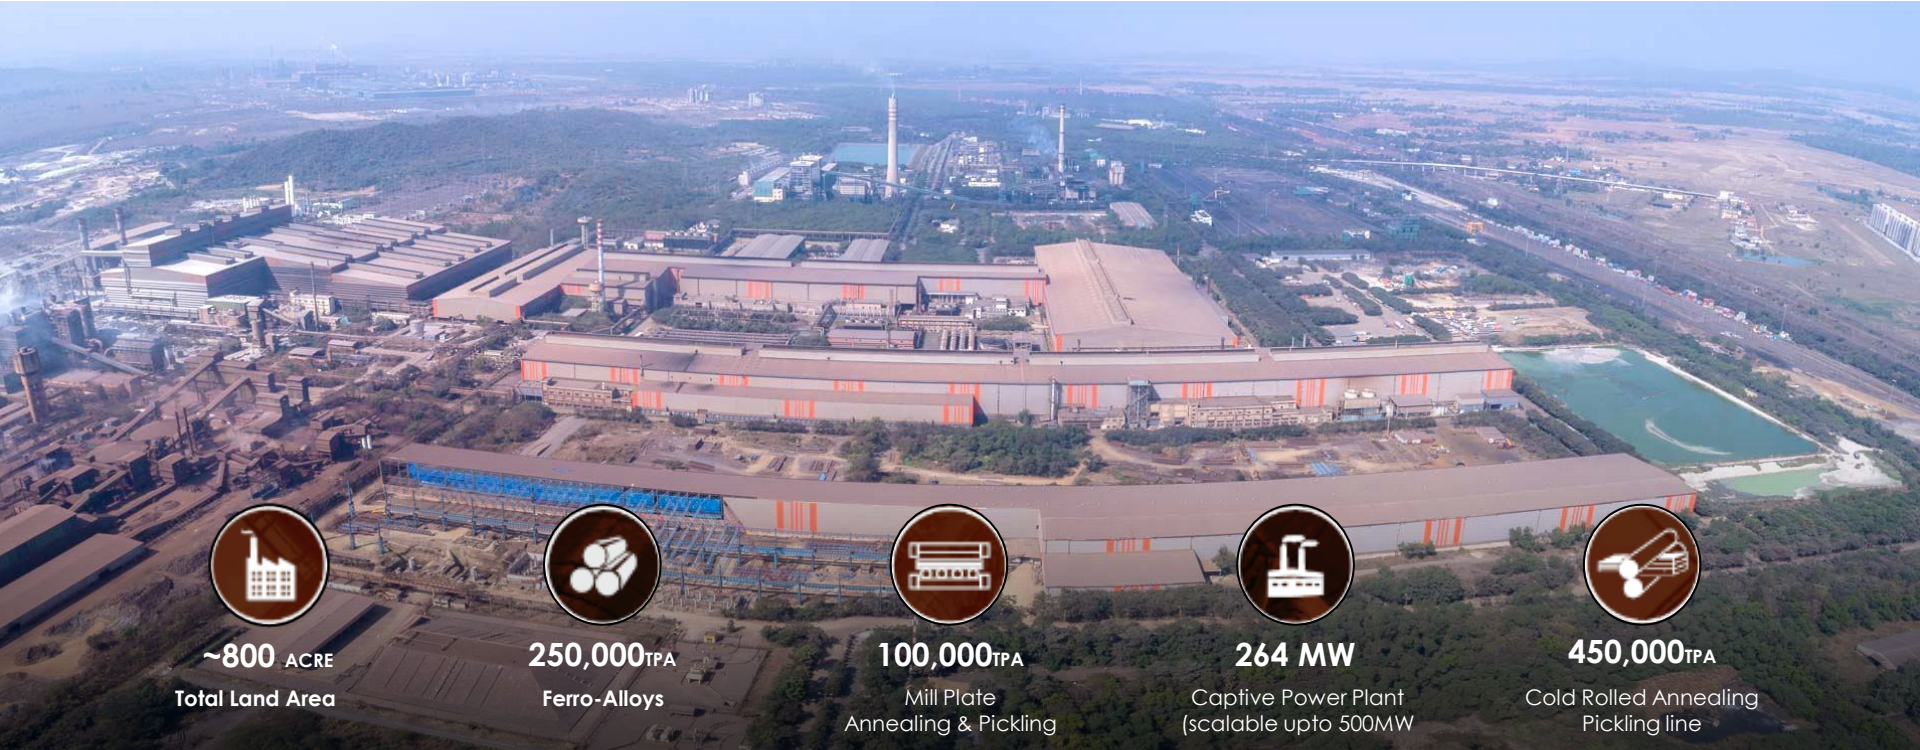 ~800 ACRE
Total Land Area
250,000TPA
Ferro-Alloys
100,000TPA
Mill Plate
Annealing & Pickling
264 MW
Captive Power Plant
(scalable upto 500MW
450,000TPA
Cold Rolled Annealing
Pickling line